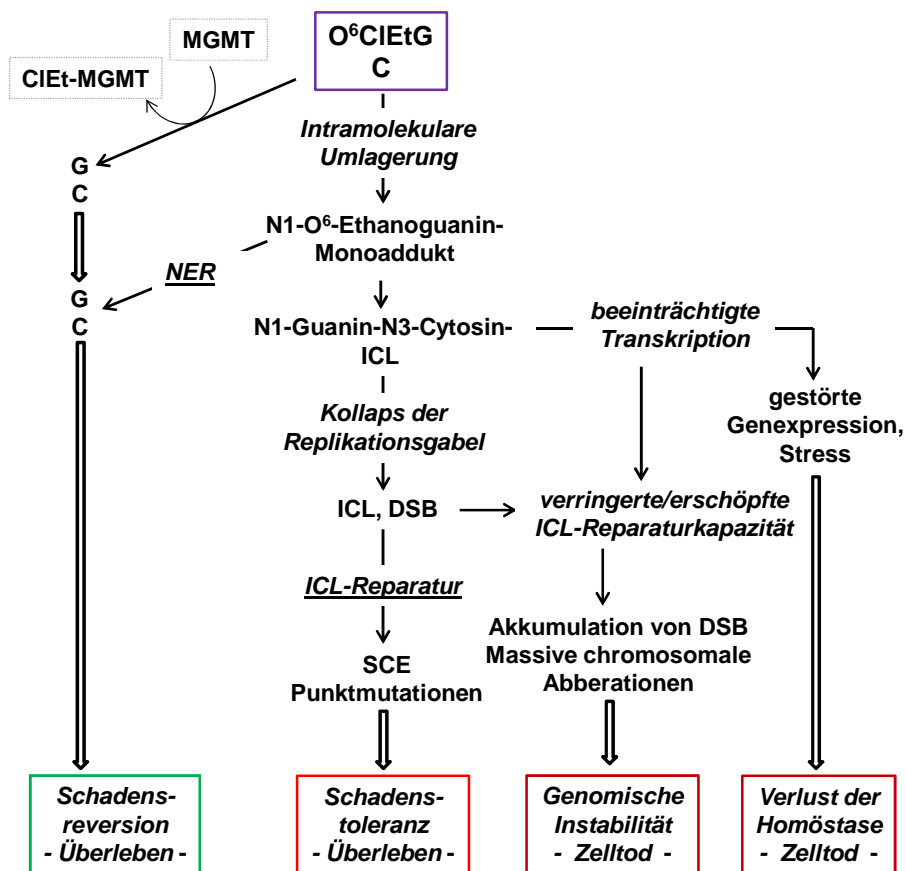 MGMT
ClEt-MGMT
O⁶ClEtG
C
Intramolekulare
Umlagerung
G
C
N1-O⁶-Ethanoguanin-
Monoaddukt
NER
G
C
N1-Guanin-N3-Cytosin-
ICL
beeinträchtigte
Transkription
Kollaps der
Replikationsgabel
gestörte
Genexpression,
Stress
ICL, DSB
verringerte/erschöpfte
ICL-Reparaturkapazität
ICL-Reparatur
SCE
Punktmutationen
Akkumulation von DSB
Massive chromosomale
Abberationen
Schadens-
reversion
- Überleben -
Schadens-
toleranz
- Überleben -
Genomische
Instabilität
- Zelltod -
Verlust der
Homöstase
- Zelltod -